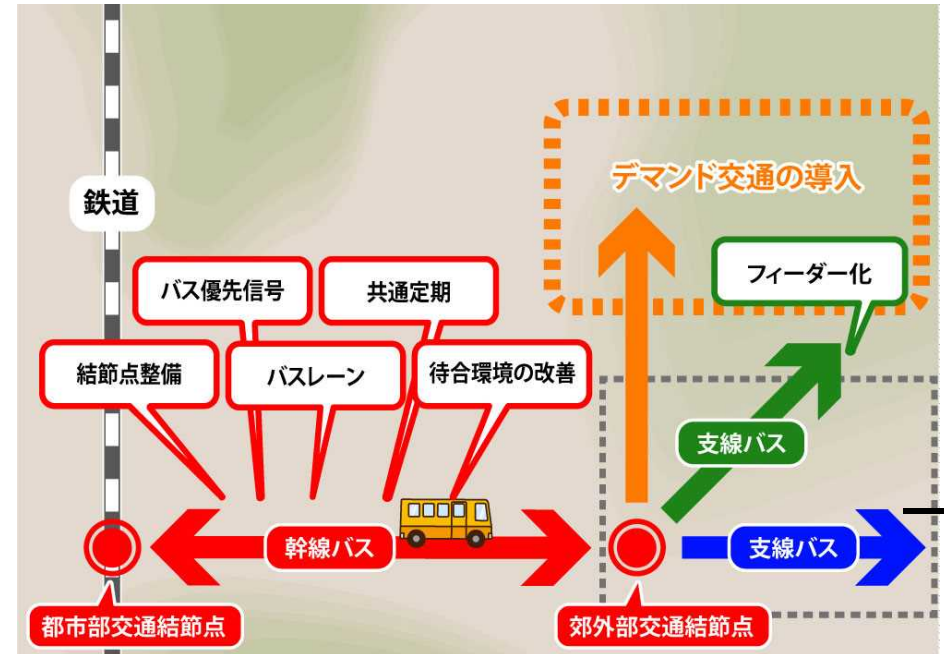 デマンド交通の導入
鉄道
フィーダー化
バス優先信号
共通定期
結節点整備
バスレーン
待合環境の改善
支線バス
幹線バス
支線バス
都市部交通結節点
郊外部交通結節点